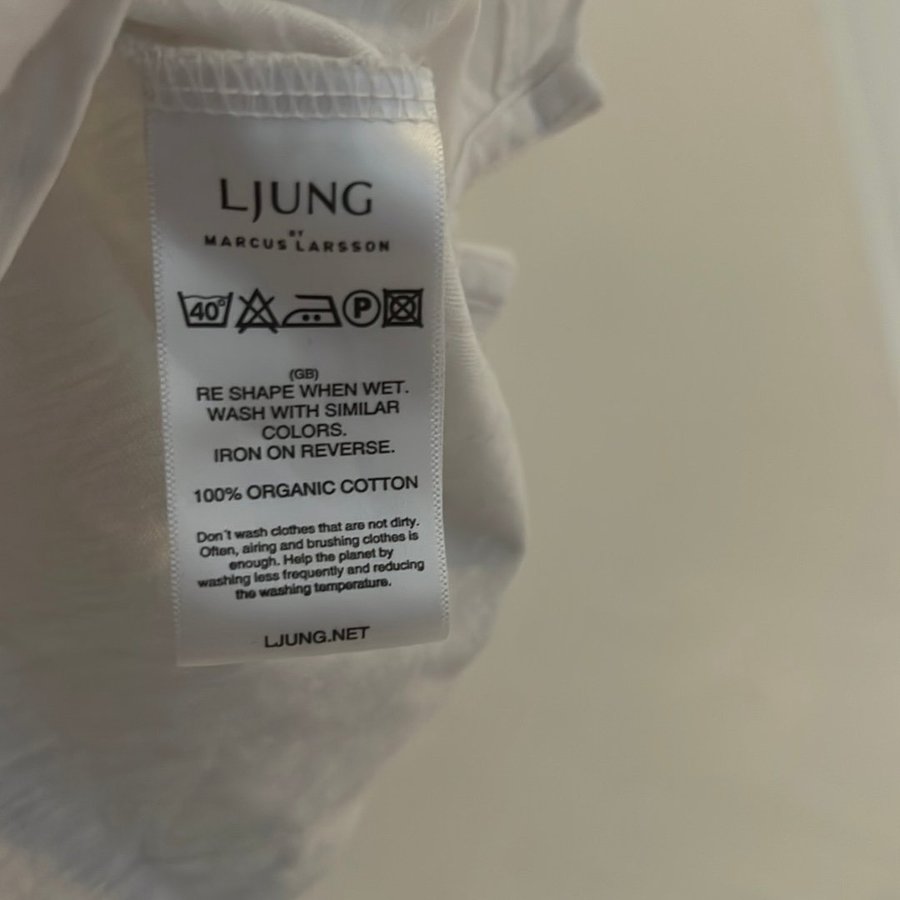 LJUNG
BY
MARCUS LARSSON
40°
P
(GB)
RE SHAPE WHEN WET.
WASH WITH SIMILAR
COLORS.
IRON ON REVERSE.
100% ORGANIC COTTON
Don´t wash clothes that are not dirty.
Often, airing and brushing clothes is
enough. Help the planet by
washing less frequently and reducing
the washing temperature.
LJUNG.NET